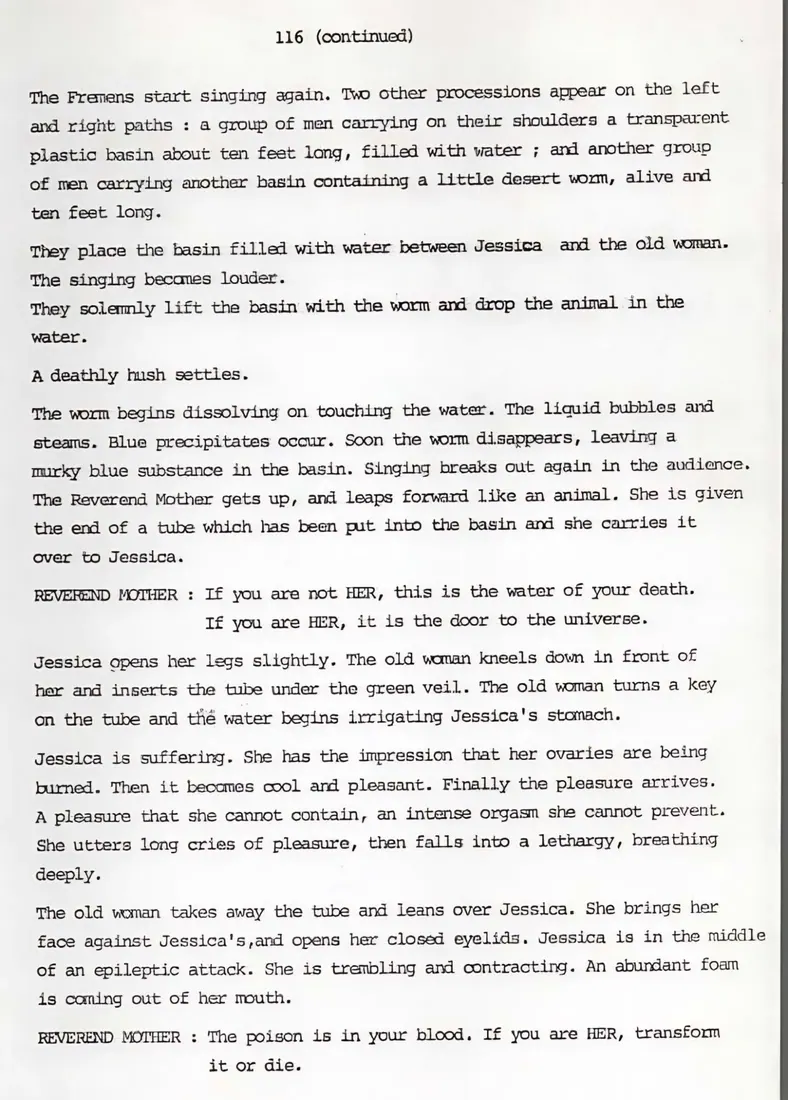 116 (continued)
The Fremens start singing again. Two other processions appear on the left
and right paths : a group of men carrying on their shoulders a transparent
plastic basin about ten feet long, filled with water ; and another group
of men carrying another basin containing a little desert worm, alive and
ten feet long.
They place the basin filled with water between Jessica and the old woman.
The singing becomes louder.
They solemnly lift the basin with the worm and drop the animal in the
water.
A deathly hush settles.
The worm begins dissolving on touching the water. The liquid bubbles and
steams. Blue precipitates occur. Soon the worm disappears, leaving a
murky blue substance in the basin. Singing breaks out again in the audience.
The Reverend Mother gets up, and leaps forward like an animal. She is given
the end of a tube which has been put into the basin and she carries it
over to Jessica.
REVEREND MOTHER : If you are not HER, this is the water of your death.
If you are HER, it is the door to the universe.
Jessica opens her legs slightly. The old woman kneels down in front of
her and inserts the tube under the green veil. The old woman turns a key
on the tube and the water begins irrigating Jessica's stomach.
Jessica is suffering. She has the impression that her ovaries are being
burned. Then it becomes cool and pleasant. Finally the pleasure arrives.
A pleasure that she cannot contain, an intense orgasm she cannot prevent.
She utters long cries of pleasure, then falls into a lethargy, breathing
deeply.
The old woman takes away the tube and leans over Jessica. She brings her
face against Jessica's,and opens her closed eyelids. Jessica is in the middle
of an epileptic attack. She is trembling and contracting. An abundant foam
is coming out of her mouth.
REVEREND MOTHER : The poison is in your blood. If you are HER, transform
it or die.